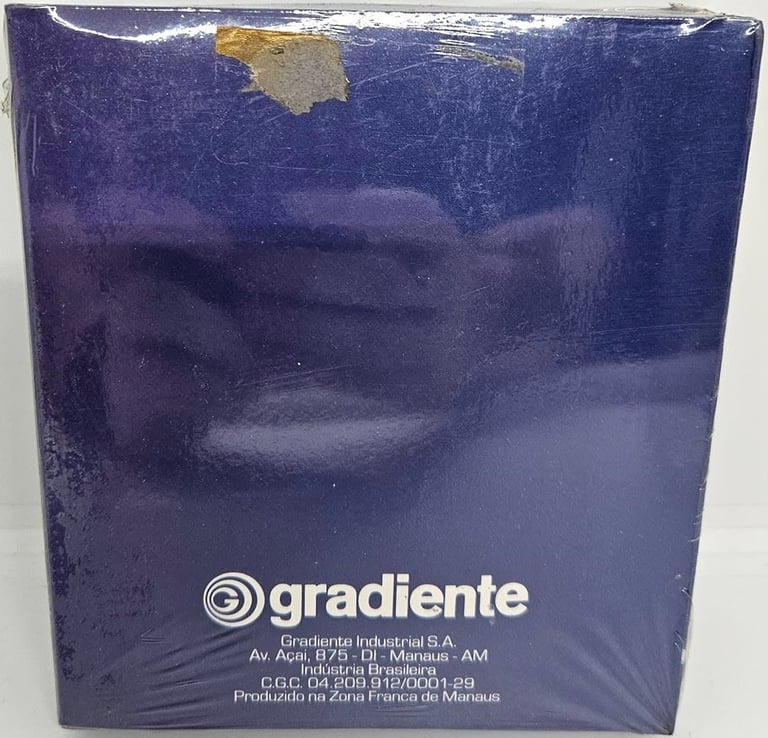 G gradiente
Gradiente Industrial S.A.
Av. Açai, 875 - DI - Manaus - AM
Indústria Brasileira
C.G.C. 04.209.912/0001-29
Produzido na Zona Franca de Manaus